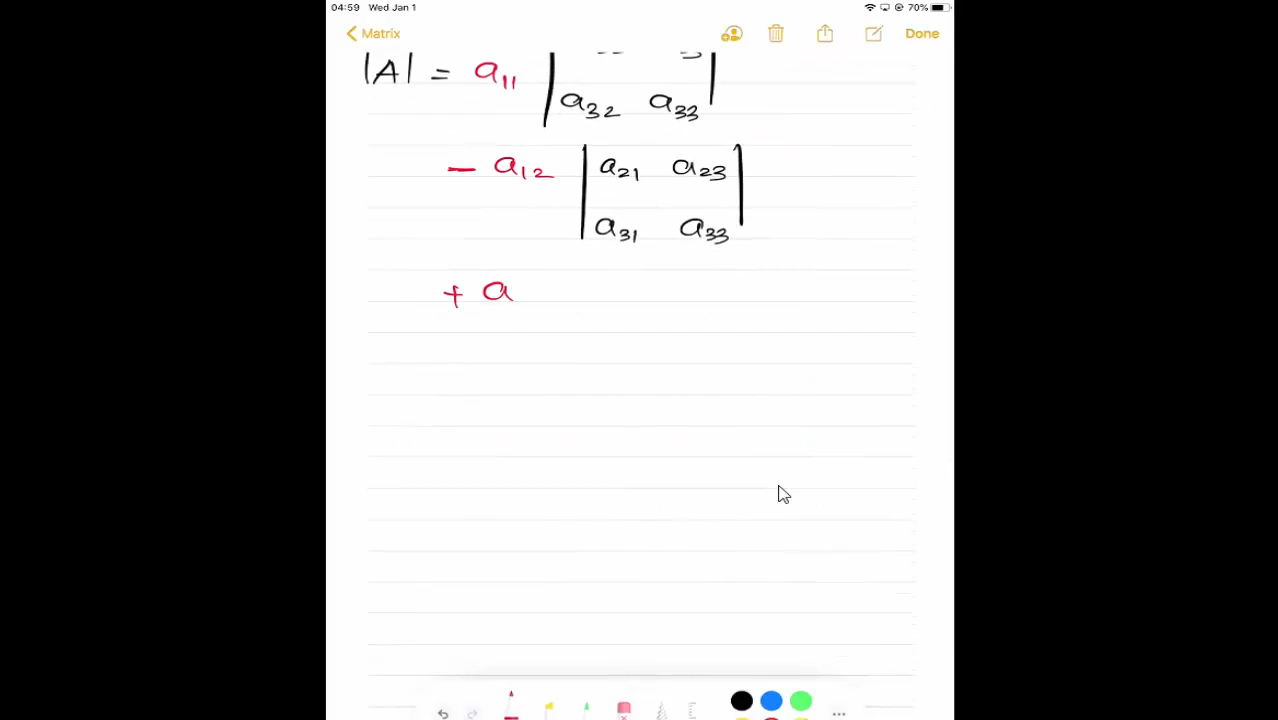 04:59 Wed Jan 1 70%
Matrix Done
|A| = a11 |
a32 a33 |
- a12 | a21 a23 |
a31 a33
+ a